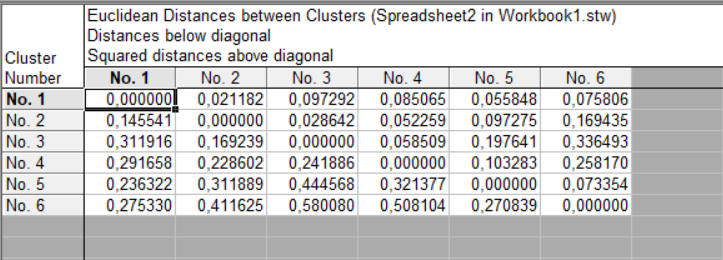 Euclidean Distances between Clusters (Spreadsheet2 in Workbook1.stw)
Distances below diagonal
Squared distances above diagonal
Cluster Number No. 1 No. 2 No. 3 No. 4 No. 5 No. 6
No. 1 0,000000 0,021182 0,097292 0,085065 0,055848 0,075806
No. 2 0,145541 0,000000 0,028642 0,052259 0,097275 0,169435
No. 3 0,311916 0,169239 0,000000 0,058509 0,197641 0,336493
No. 4 0,291658 0,228602 0,241886 0,000000 0,103283 0,258170
No. 5 0,236322 0,311889 0,444568 0,321377 0,000000 0,073354
No. 6 0,275330 0,411625 0,580080 0,508104 0,270839 0,000000